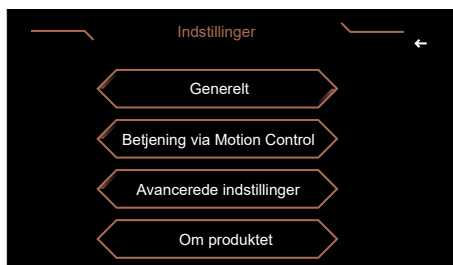 Indstillinger
Generelt
Betjening via Motion Control
Avancerede indstillinger
Om produktet